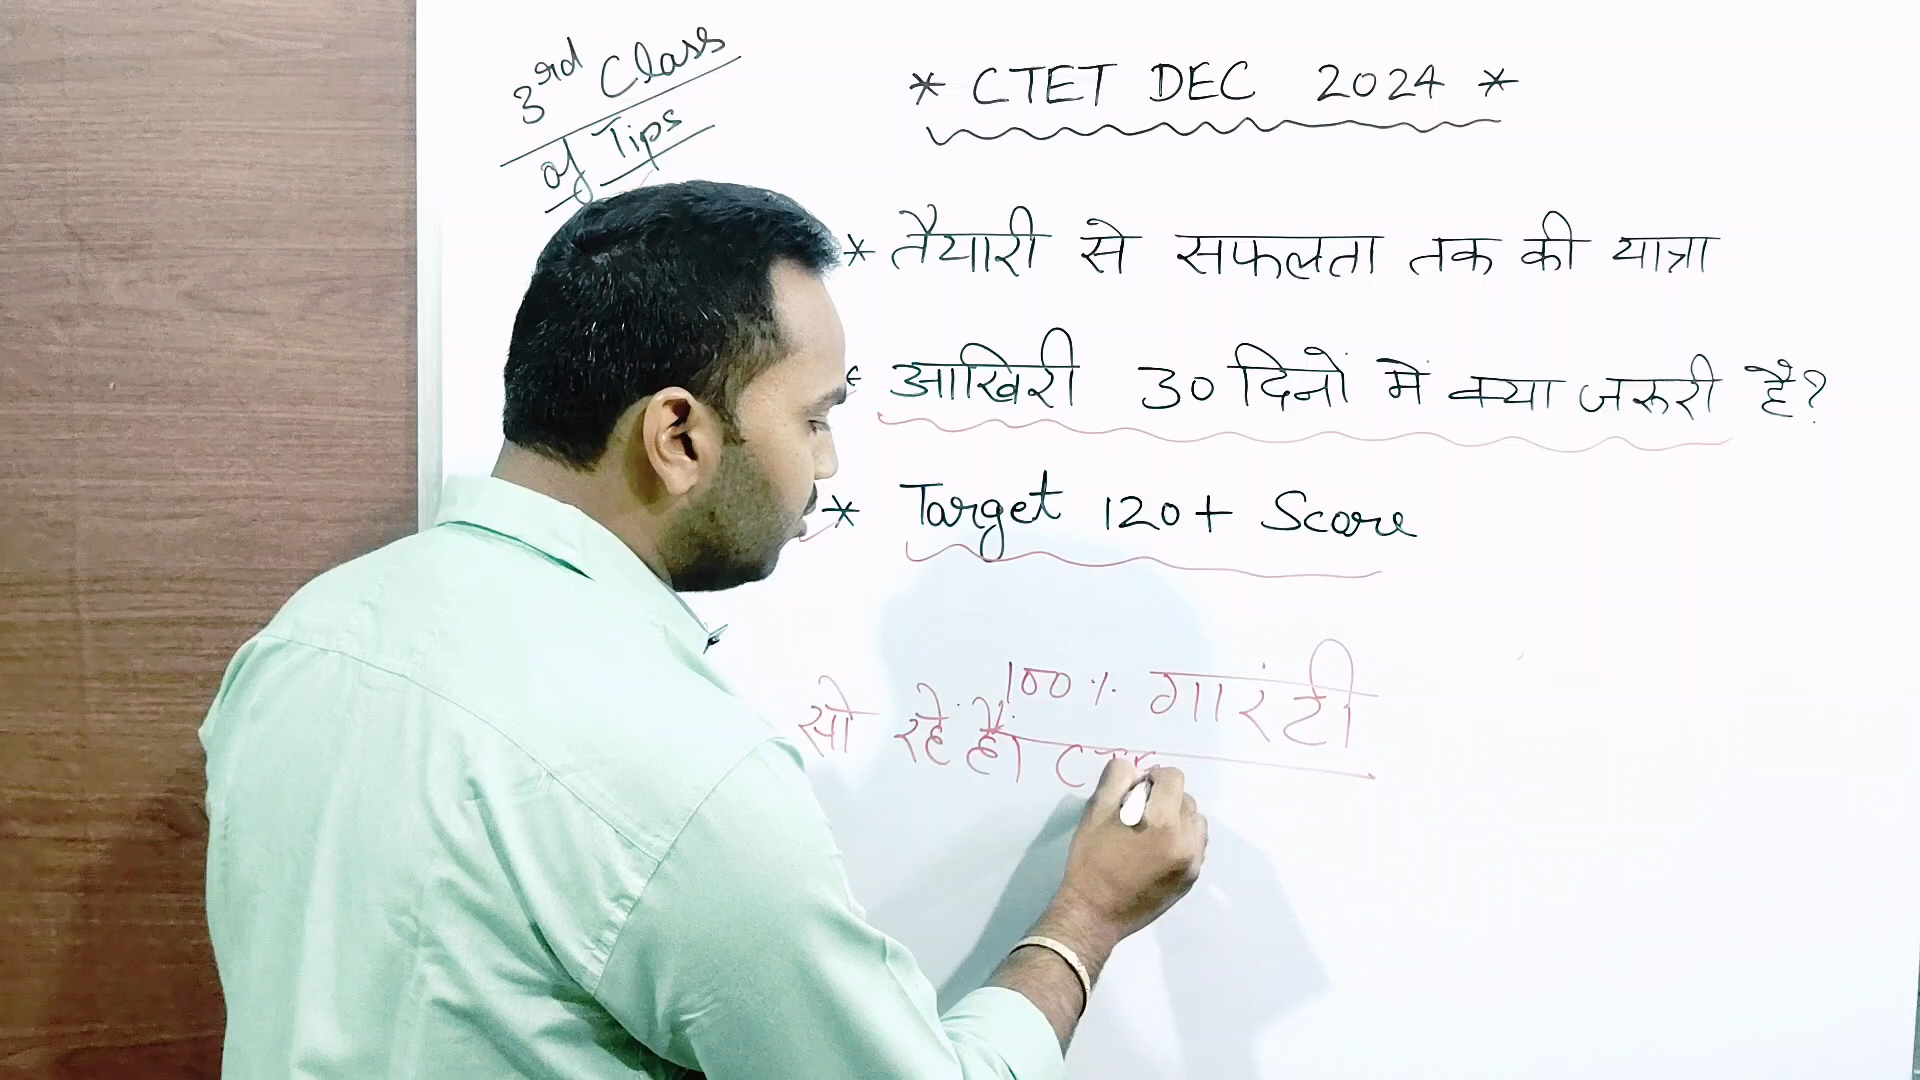 3rd Class
of Tips
* CTET DEC 2024 *
* तैयारी से सफलता तक की यात्रा
* आखिरी 30 दिनों में क्या जरूरी है?
* Target 120+ Score
100% गारंटी
सो रहे हैं।